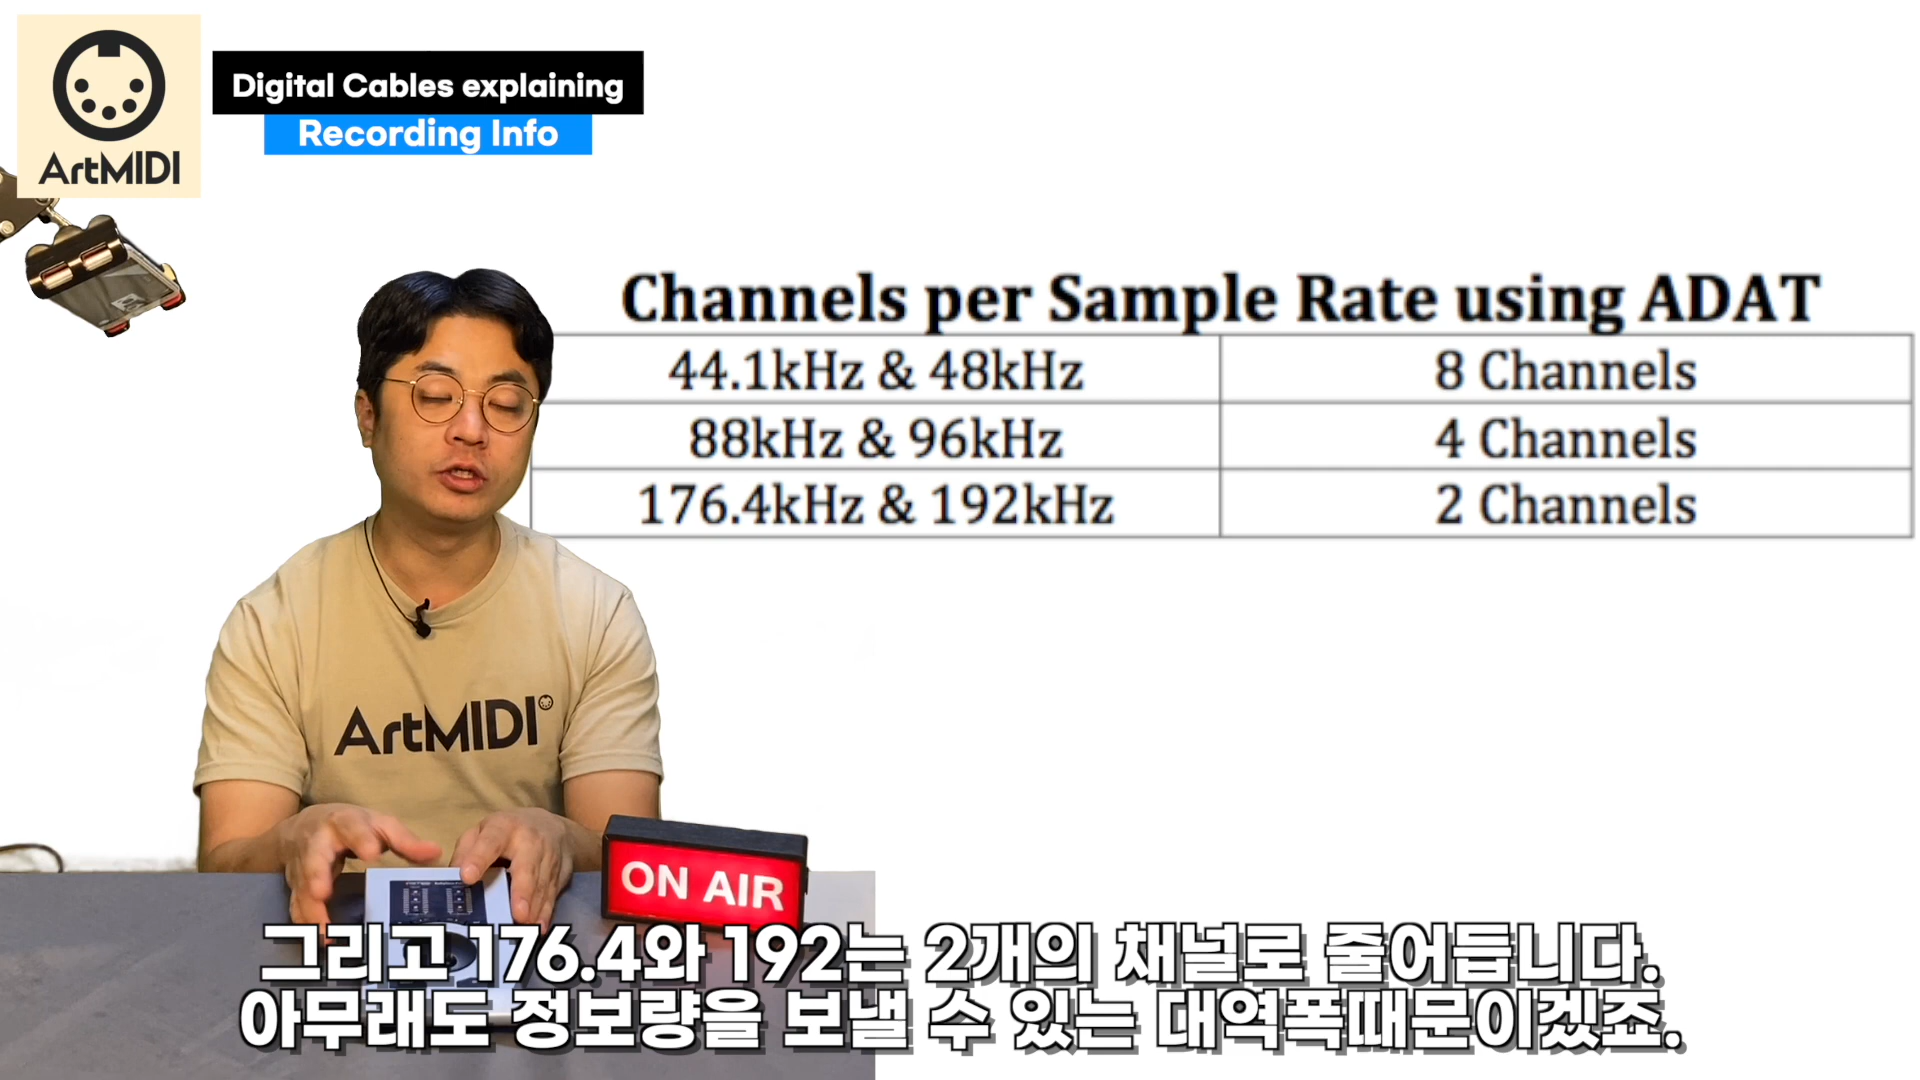 ArtMIDI
Digital Cables explaining
Recording Info
Channels per Sample Rate using ADAT
44.1kHz & 48kHz 8 Channels
88kHz & 96kHz 4 Channels
176.4kHz & 192kHz 2 Channels
ArtMIDI
ON AIR
그리고 176.4와 192는 2개의 채널로 줄어듭니다.
아무래도 정보량을 보낼 수 있는 대역폭때문이겠죠.